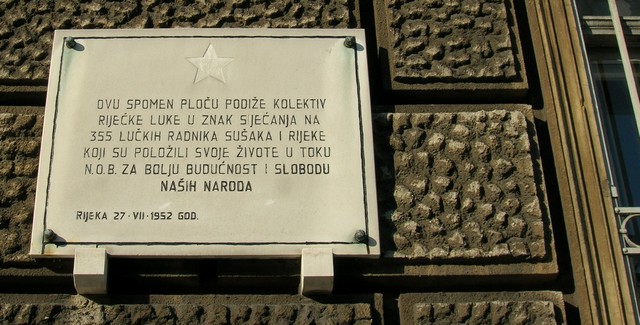 OVU SPOMEN PLOČU PODIŽE KOLEKTIV
RIJEČKE LUKE U ZNAK SJEĆANJA NA
355 LUČKIH RADNIKA SUŠAKA I RIJEKE
KOJI SU POLOŽILI SVOJE ŽIVOTE U TOKU
N.O.B. ZA BOLJU BUDUĆNOST I SLOBODU
NAŠIH NARODA
RIJEKA 27·VII·1952 GOD.